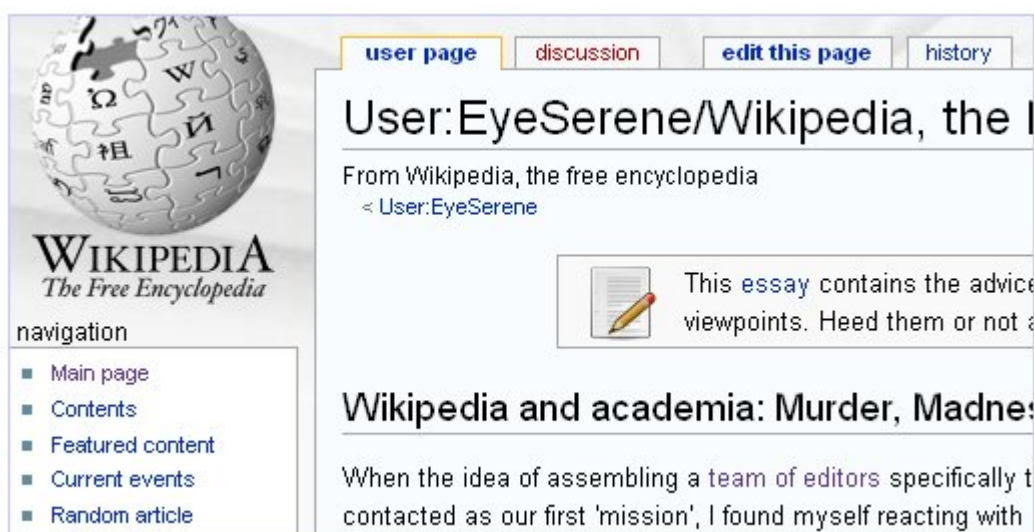 WIKIPEDIA
The Free Encyclopedia
navigation
Main page
Contents
Featured content
Current events
Random article
user page discussion edit this page history
User:EyeSerene/Wikipedia, the
From Wikipedia, the free encyclopedia
< User:EyeSerene
This essay contains the advice
viewpoints. Heed them or not
Wikipedia and academia: Murder, Madnes
When the idea of assembling a team of editors specifically t
contacted as our first 'mission', I found myself reacting with